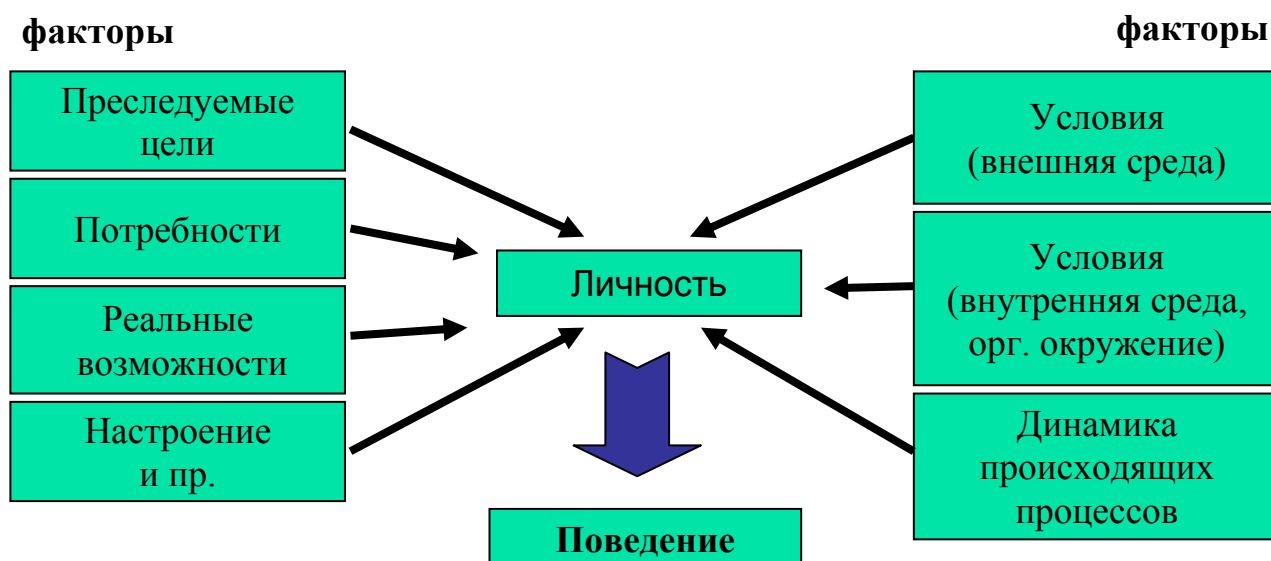 факторы
Преследуемые
цели
Потребности
Реальные
возможности
Настроение
и пр.
Личность
Поведение
факторы
Условия
(внешняя среда)
Условия
(внутренняя среда,
орг. окружение)
Динамика
происходящих
процессов